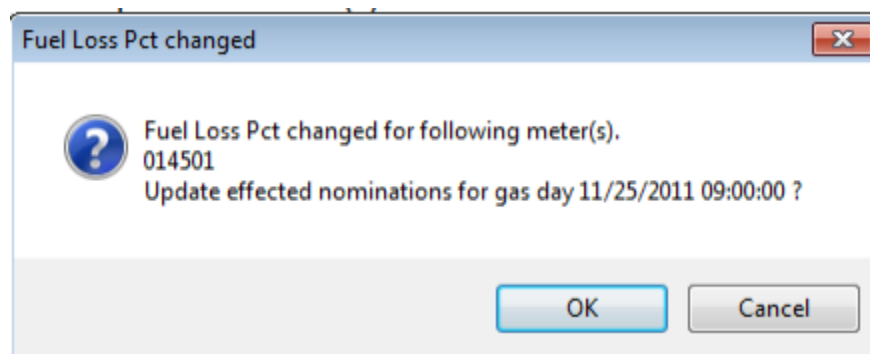 Fuel Loss Pct changed
Fuel Loss Pct changed for following meter(s).
014501
Update effected nominations for gas day 11/25/2011 09:00:00 ?
OK
Cancel